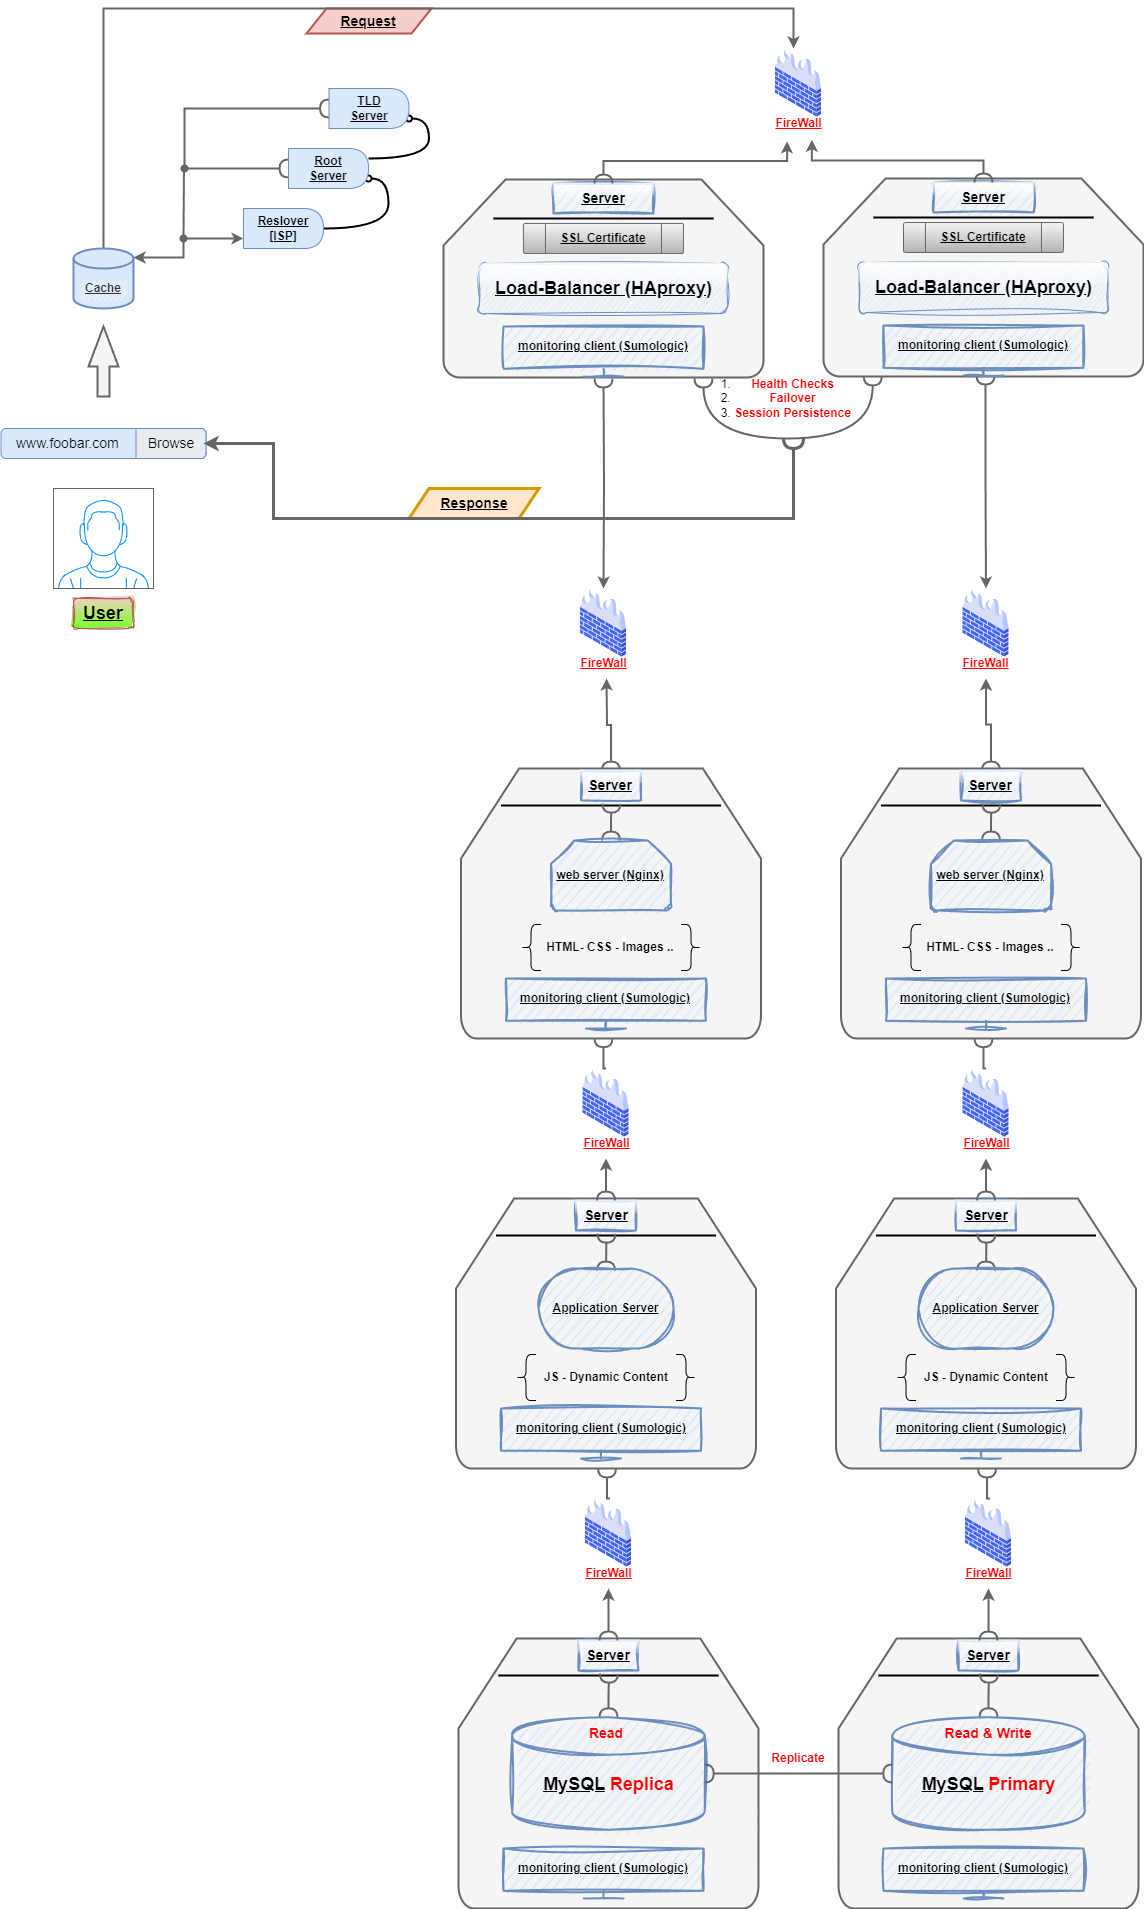 Request
FireWall
TLD
Server
Root
Server
Reslover
[ISP]
Cache
Server
SSL Certificate
Load-Balancer (HAproxy)
monitoring client (Sumologic)
Server
SSL Certificate
Load-Balancer (HAproxy)
monitoring client (Sumologic)
1. Health Checks
2. Failover
3. Session Persistence
www.foobar.com Browse
Response
User
FireWall
FireWall
Server
web server (Nginx)
HTML- CSS - Images ..
monitoring client (Sumologic)
Server
web server (Nginx)
HTML- CSS - Images ..
monitoring client (Sumologic)
FireWall
FireWall
Server
Application Server
JS - Dynamic Content
monitoring client (Sumologic)
Server
Application Server
JS - Dynamic Content
monitoring client (Sumologic)
FireWall
FireWall
Server
Read
MySQL Replica
monitoring client (Sumologic)
Replicate
Server
Read & Write
MySQL Primary
monitoring client (Sumologic)